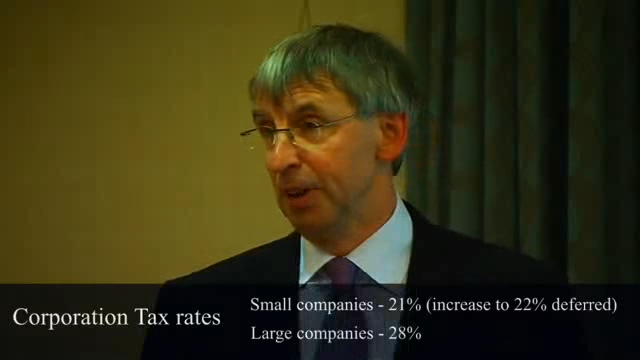 Corporation Tax rates
Small companies - 21% (increase to 22% deferred)
Large companies - 28%